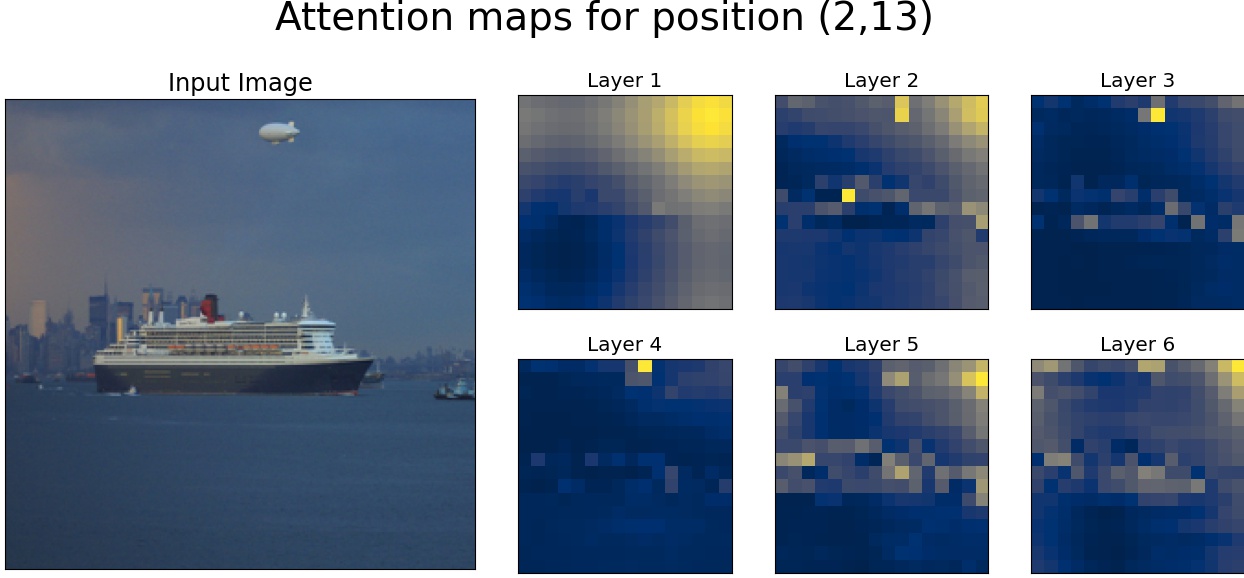 Attention maps for position (2,13)
Input Image
Layer 1
Layer 2
Layer 3
Layer 4
Layer 5
Layer 6